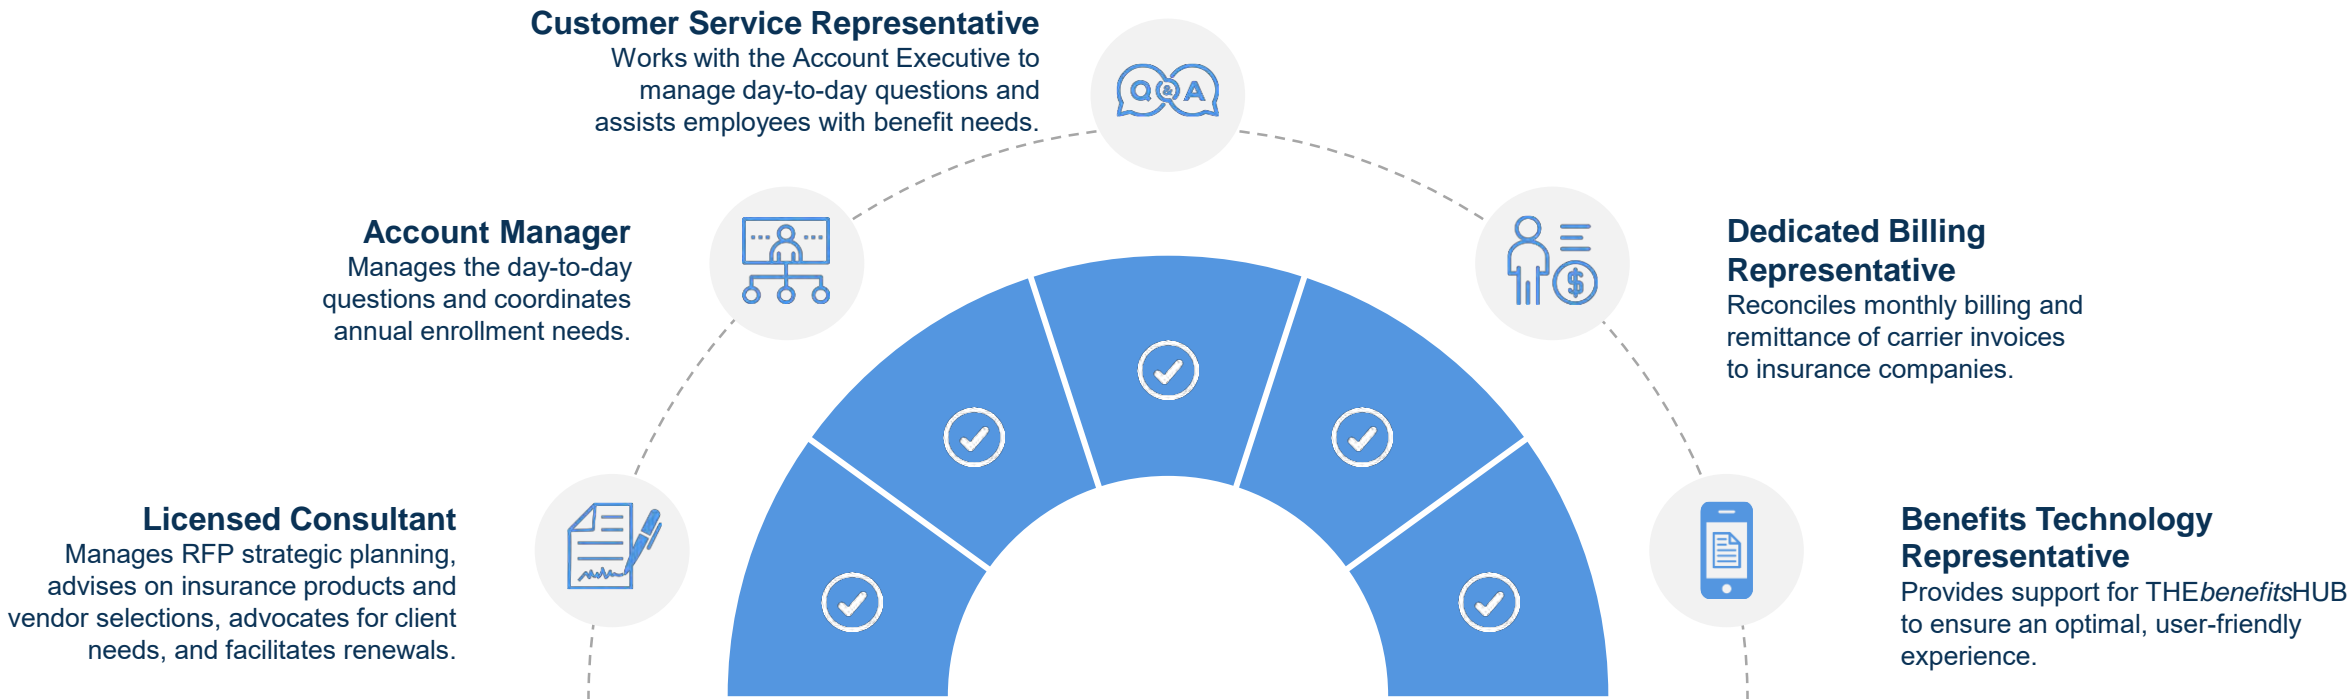 Customer Service Representative
Works with the Account Executive to
manage day-to-day questions and
assists employees with benefit needs.
Q&A
Account Manager
Manages the day-to-day
questions and coordinates
annual enrollment needs.
Dedicated Billing
Representative
Reconciles monthly billing and
remittance of carrier invoices
to insurance companies.
$
Licensed Consultant
Manages RFP strategic planning,
advises on insurance products and
vendor selections, advocates for client
needs, and facilitates renewals.
Benefits Technology
Representative
Provides support for THEbenefitsHUB
to ensure an optimal, user-friendly
experience.